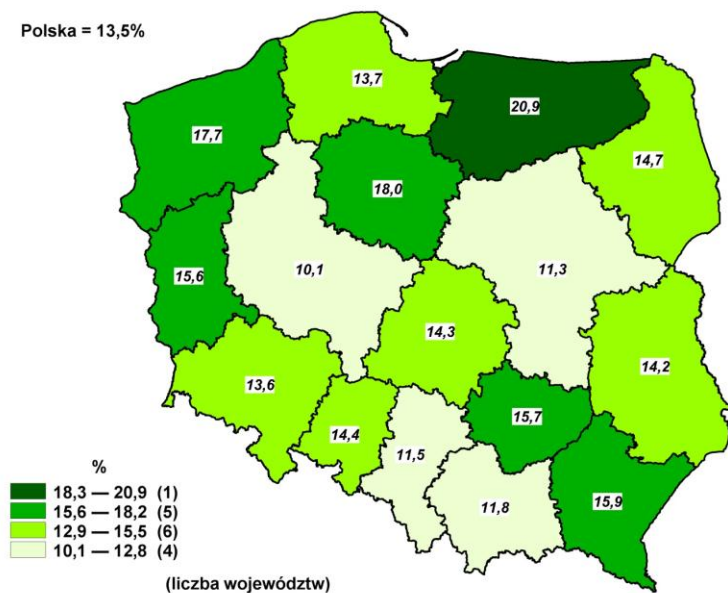 Polska = 13,5%
13,7
20,9
17,7
14,7
18,0
15,6
10,1
11,3
14,3
14,2
13,6
15,7
14,4
11,5
15,9
11,8
%
18,3 — 20,9 (1)
15,6 — 18,2 (5)
12,9 — 15,5 (6)
10,1 — 12,8 (4)
(liczba województw)